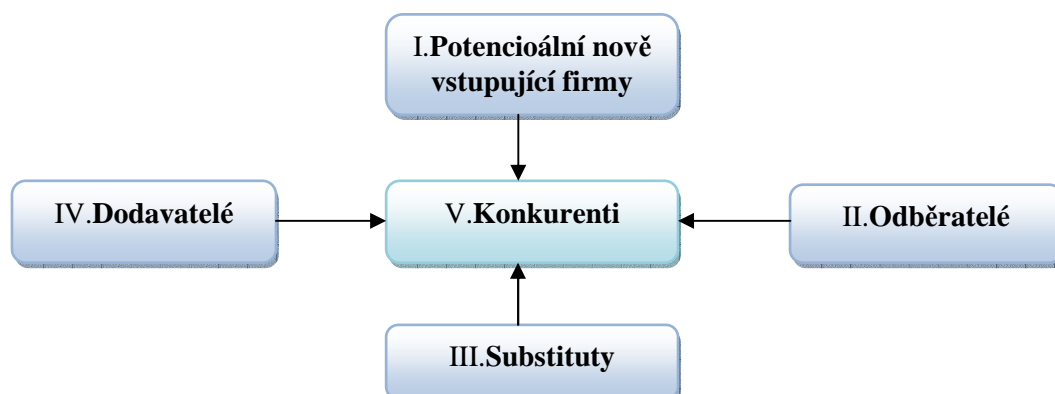 I.Potencioální nově
vstupující firmy
IV.Dodavatelé
V.Konkurenti
II.Odběratelé
III.Substituty